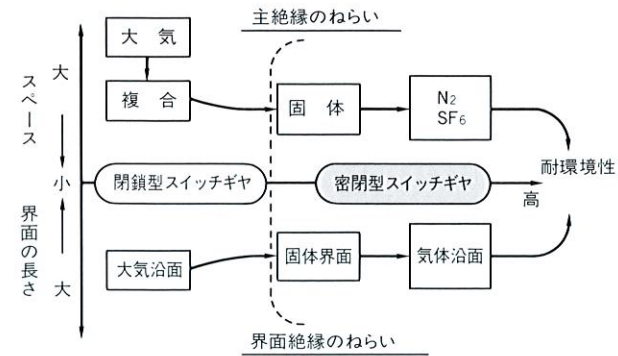 主絶縁のねらい
大 気
複 合
固 体
N2
SF6
スペース
大
小
閉鎖型スイッチギヤ
密閉型スイッチギヤ
高
耐環境性
界面の長さ
大
大気沿面
固体界面
気体沿面
界面絶縁のねらい